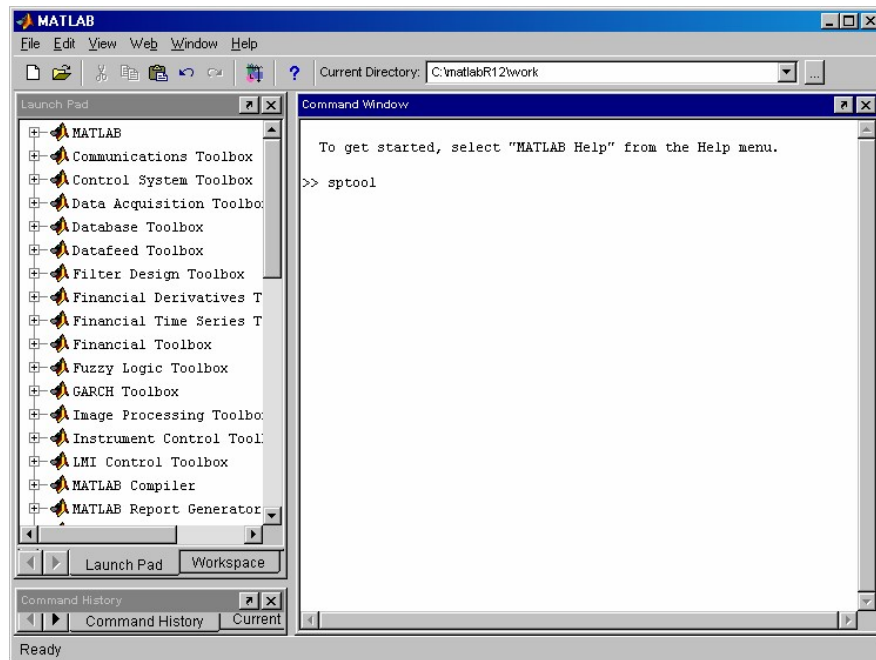 MATLAB
File Edit View Web Window Help
? Current Directory: C:\matlabR12\work ...
Launch Pad
MATLAB
Communications Toolbox
Control System Toolbox
Data Acquisition Toolbo
Database Toolbox
Datafeed Toolbox
Filter Design Toolbox
Financial Derivatives T
Financial Time Series T
Financial Toolbox
Fuzzy Logic Toolbox
GARCH Toolbox
Image Processing Toolbo
Instrument Control Tool
LMI Control Toolbox
MATLAB Compiler
MATLAB Report Generator
Launch Pad Workspace
Command History
Command History Current
Command Window
To get started, select "MATLAB Help" from the Help menu.
>> sptool
Ready